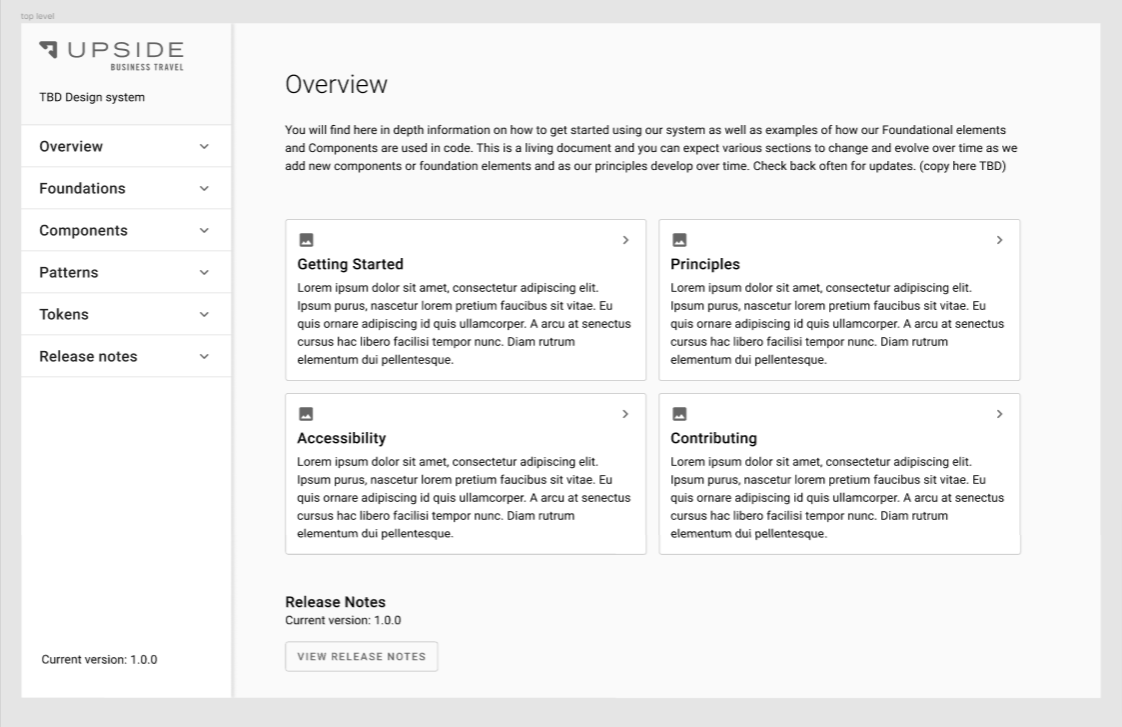 top level
UPSIDE
BUSINESS TRAVEL
TBD Design system
Overview
Foundations
Components
Patterns
Tokens
Release notes
Current version: 1.0.0
Overview
You will find here in depth information on how to get started using our system as well as examples of how our Foundational elements
and Components are used in code. This is a living document and you can expect various sections to change and evolve over time as we
add new components or foundation elements and as our principles develop over time. Check back often for updates. (copy here TBD)
Getting Started
Lorem ipsum dolor sit amet, consectetur adipiscing elit.
Ipsum purus, nascetur lorem pretium faucibus sit vitae. Eu
quis ornare adipiscing id quis ullamcorper. A arcu at senectus
cursus hac libero facilisi tempor nunc. Diam rutrum
elementum dui pellentesque.
Principles
Lorem ipsum dolor sit amet, consectetur adipiscing elit.
Ipsum purus, nascetur lorem pretium faucibus sit vitae. Eu
quis ornare adipiscing id quis ullamcorper. A arcu at senectus
cursus hac libero facilisi tempor nunc. Diam rutrum
elementum dui pellentesque.
Accessibility
Lorem ipsum dolor sit amet, consectetur adipiscing elit.
Ipsum purus, nascetur lorem pretium faucibus sit vitae. Eu
quis ornare adipiscing id quis ullamcorper. A arcu at senectus
cursus hac libero facilisi tempor nunc. Diam rutrum
elementum dui pellentesque.
Contributing
Lorem ipsum dolor sit amet, consectetur adipiscing elit.
Ipsum purus, nascetur lorem pretium faucibus sit vitae. Eu
quis ornare adipiscing id quis ullamcorper. A arcu at senectus
cursus hac libero facilisi tempor nunc. Diam rutrum
elementum dui pellentesque.
Release Notes
Current version: 1.0.0
VIEW RELEASE NOTES